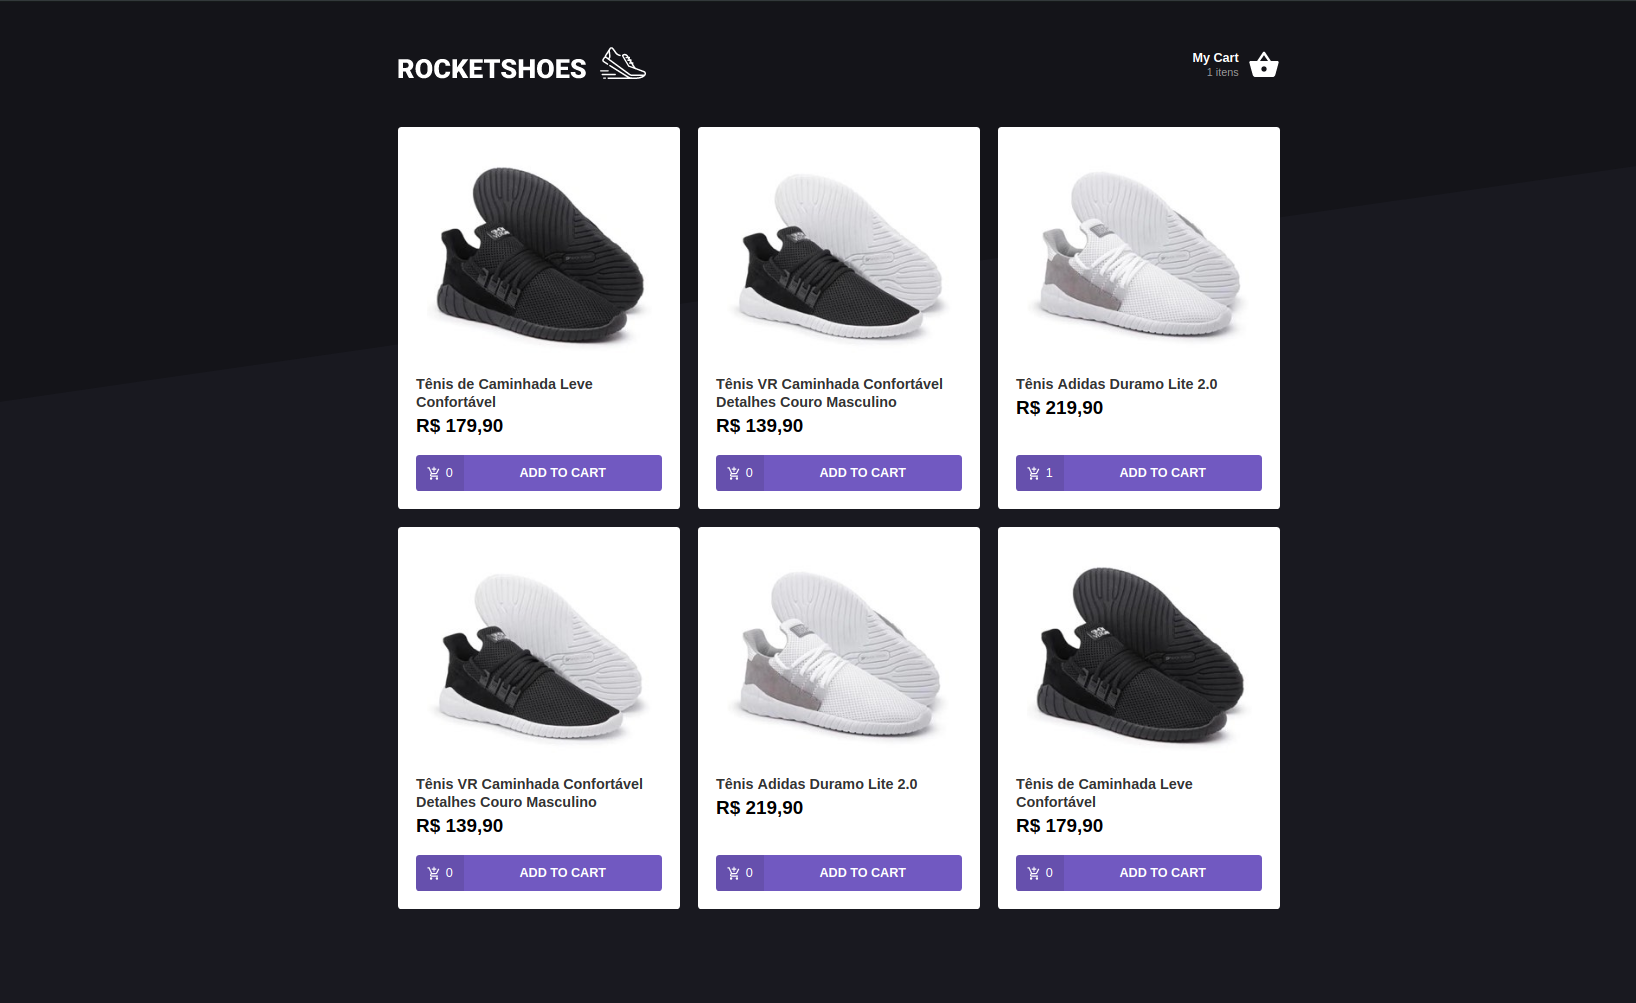 ROCKETSHOES
My Cart
1 itens
Tênis de Caminhada Leve
Confortável
R$ 179,90
0 ADD TO CART
Tênis VR Caminhada Confortável
Detalhes Couro Masculino
R$ 139,90
0 ADD TO CART
Tênis Adidas Duramo Lite 2.0
R$ 219,90
1 ADD TO CART
Tênis VR Caminhada Confortável
Detalhes Couro Masculino
R$ 139,90
0 ADD TO CART
Tênis Adidas Duramo Lite 2.0
R$ 219,90
0 ADD TO CART
Tênis de Caminhada Leve
Confortável
R$ 179,90
0 ADD TO CART